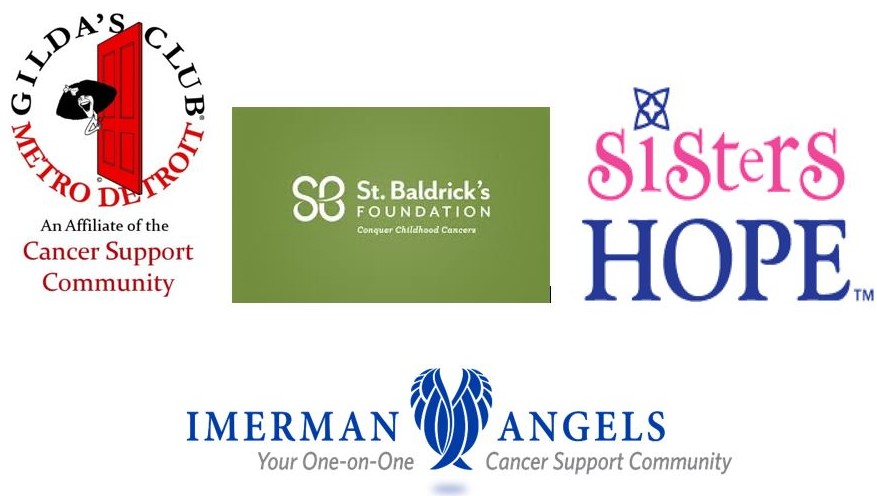 GILDA'S CLUB®
METRO DETROIT
An Affiliate of the
Cancer Support
Community
St. Baldrick's
FOUNDATION
Conquer Childhood Cancers
sisters
HOPE™
IMERMAN ANGELS
Your One-on-One Cancer Support Community